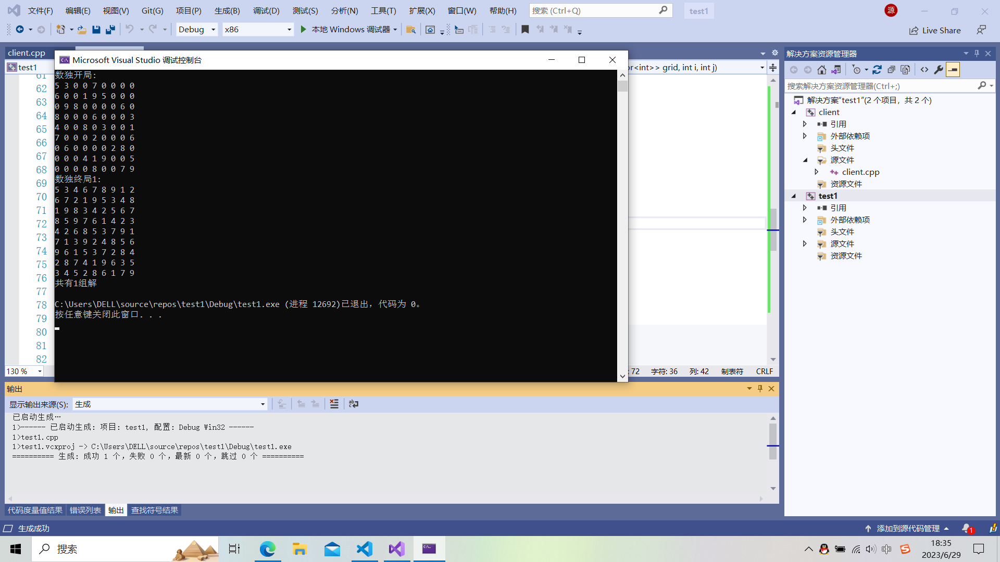 文件(F) 编辑(E) 视图(V) Git(G) 项目(P) 生成(B) 调试(D) 测试(S) 分析(N) 工具(T) 扩展(X) 窗口(W) 帮助(H) 搜索 (Ctrl+Q) test1 源
Debug x86 本地 Windows 调试器 Live Share
client.cpp
test1
Microsoft Visual Studio 调试控制台
or<int>> grid, int i, int j)
61
62
63
64
65
66
67
68
69
70
71
72
73
74
75
76
77
78
79
80
81
82
数独开局:
5 3 0 0 7 0 0 0 0
6 0 0 1 9 5 0 0 0
0 9 8 0 0 0 0 6 0
8 0 0 0 6 0 0 0 3
4 0 0 8 0 3 0 0 1
7 0 0 0 2 0 0 0 6
0 6 0 0 0 0 2 8 0
0 0 0 4 1 9 0 0 5
0 0 0 0 8 0 0 7 9
数独终局1:
5 3 4 6 7 8 9 1 2
6 7 2 1 9 5 3 4 8
1 9 8 3 4 2 5 6 7
8 5 9 7 6 1 4 2 3
4 2 6 8 5 3 7 9 1
7 1 3 9 2 4 8 5 6
9 6 1 5 3 7 2 8 4
2 8 7 4 1 9 6 3 5
3 4 5 2 8 6 1 7 9
共有1组解
C:\Users\DELL\source\repos\test1\Debug\test1.exe (进程 12692)已退出，代码为 0。
按任意键关闭此窗口. . .
130 %
: 72 字符: 36 列: 42 制表符 CRLF
解决方案资源管理器
搜索解决方案资源管理器(Ctrl+;)
解决方案"test1"(2 个项目，共 2 个)
client
引用
外部依赖项
头文件
源文件
client.cpp
资源文件
test1
引用
外部依赖项
头文件
源文件
资源文件
输出
显示输出来源(S): 生成
已启动生成…
1>------ 已启动生成: 项目: test1, 配置: Debug Win32 ------
1>test1.cpp
1>test1.vcxproj -> C:\Users\DELL\source\repos\test1\Debug\test1.exe
========== 生成: 成功 1 个，失败 0 个，最新 0 个，跳过 0 个 ==========
代码度量值结果 错误列表 输出 查找符号结果
生成成功 添加到源代码管理 1
搜索 中 18:35
2023/6/29